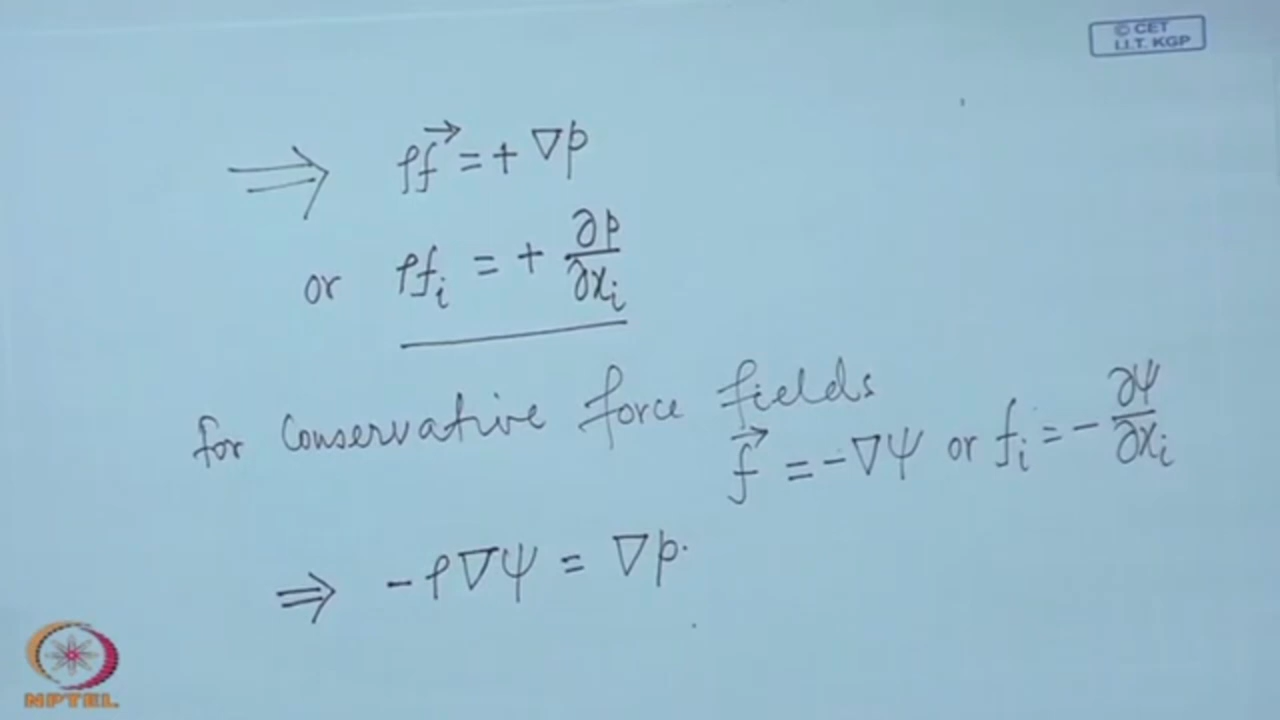 © CET
I.I.T. KGP
⇒ ρf⃗ = + ∇p
or ρfᵢ = + ∂p/∂xᵢ
for conservative force fields
f⃗ = -∇ψ or fᵢ = - ∂ψ/∂xᵢ
⇒ -ρ∇ψ = ∇p.
NPTEL